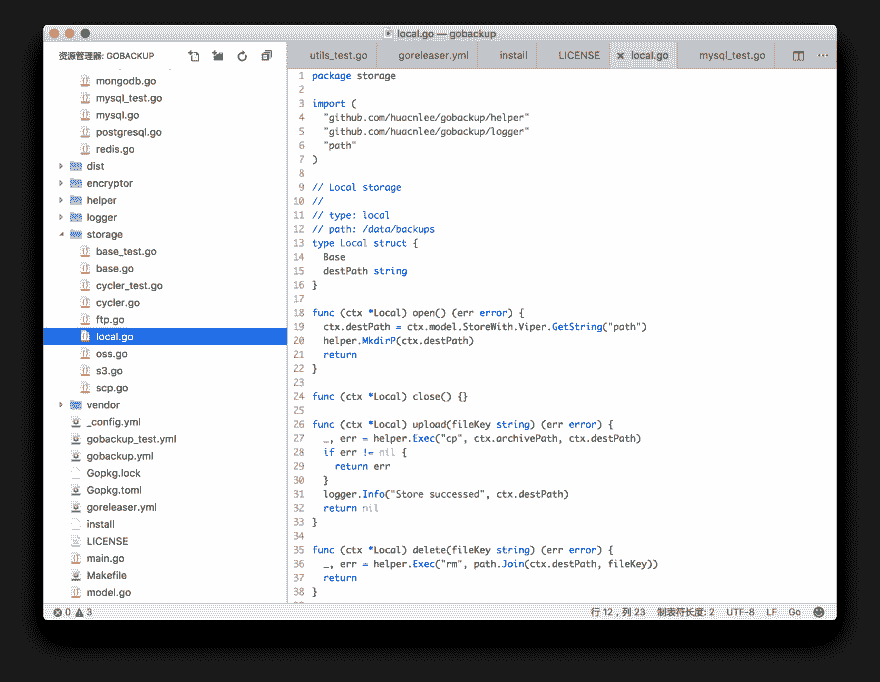 local.go — gobackup
资源管理器: GOBACKUP
utils_test.go
goreleaser.yml
install
LICENSE
local.go
mysql_test.go
mongodb.go
mysql_test.go
mysql.go
postgresql.go
redis.go
dist
encryptor
helper
logger
storage
base_test.go
base.go
cycler_test.go
cycler.go
ftp.go
local.go
oss.go
s3.go
scp.go
vendor
_config.yml
gobackup_test.yml
gobackup.yml
Gopkg.lock
Gopkg.toml
goreleaser.yml
install
LICENSE
main.go
Makefile
model.go
1 package storage
2
3 import (
4 "github.com/huacnlee/gobackup/helper"
5 "github.com/huacnlee/gobackup/logger"
6 "path"
7 )
8
9 // Local storage
10 //
11 // type: local
12 // path: /data/backups
13 type Local struct {
14 Base
15 destPath string
16 }
17
18 func (ctx *Local) open() (err error) {
19 ctx.destPath = ctx.model.StoreWith.Viper.GetString("path")
20 helper.MkdirP(ctx.destPath)
21 return
22 }
23
24 func (ctx *Local) close() {}
25
26 func (ctx *Local) upload(fileKey string) (err error) {
27 _, err = helper.Exec("cp", ctx.archivePath, ctx.destPath)
28 if err != nil {
29 return err
30 }
31 logger.Info("Store successed", ctx.destPath)
32 return nil
33 }
34
35 func (ctx *Local) delete(fileKey string) (err error) {
36 _, err = helper.Exec("rm", path.Join(ctx.destPath, fileKey))
37 return
38 }
0 3
行 12，列 23 制表符长度: 2 UTF-8 LF Go